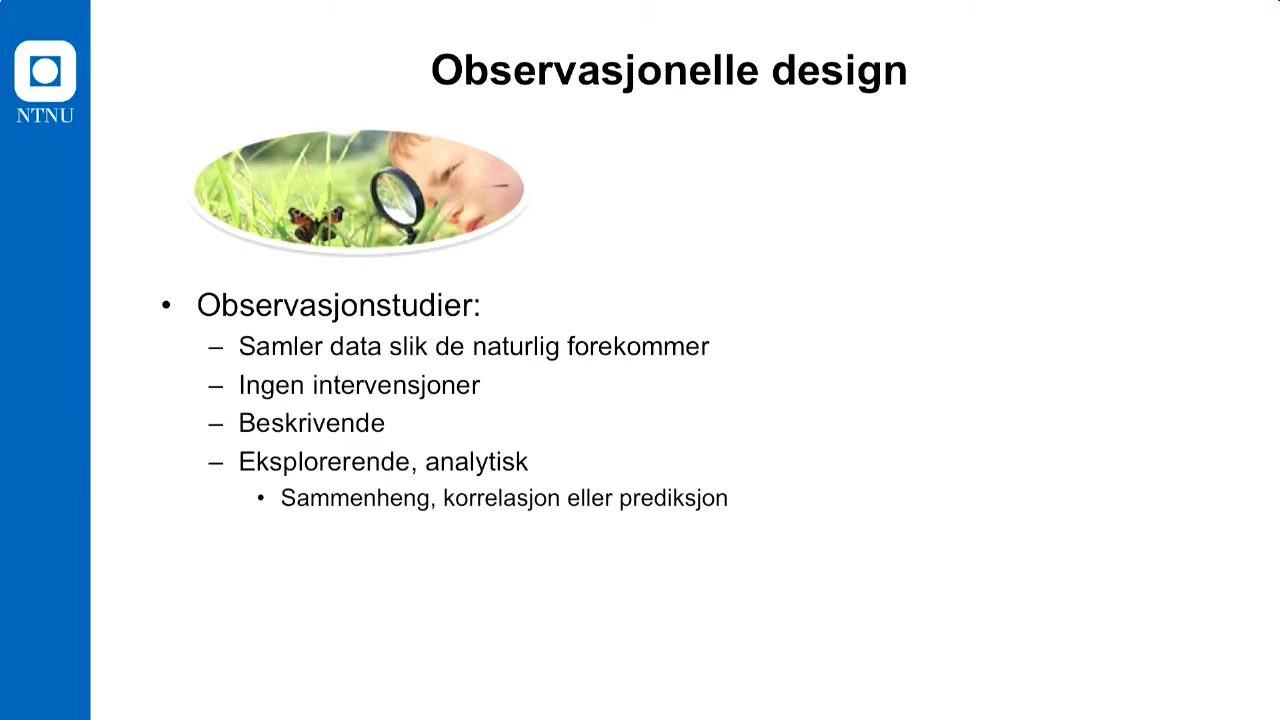 NTNU
Observasjonelle design
• Observasjonstudier:
– Samler data slik de naturlig forekommer
– Ingen intervensjoner
– Beskrivende
– Eksplorerende, analytisk
• Sammenheng, korrelasjon eller prediksjon